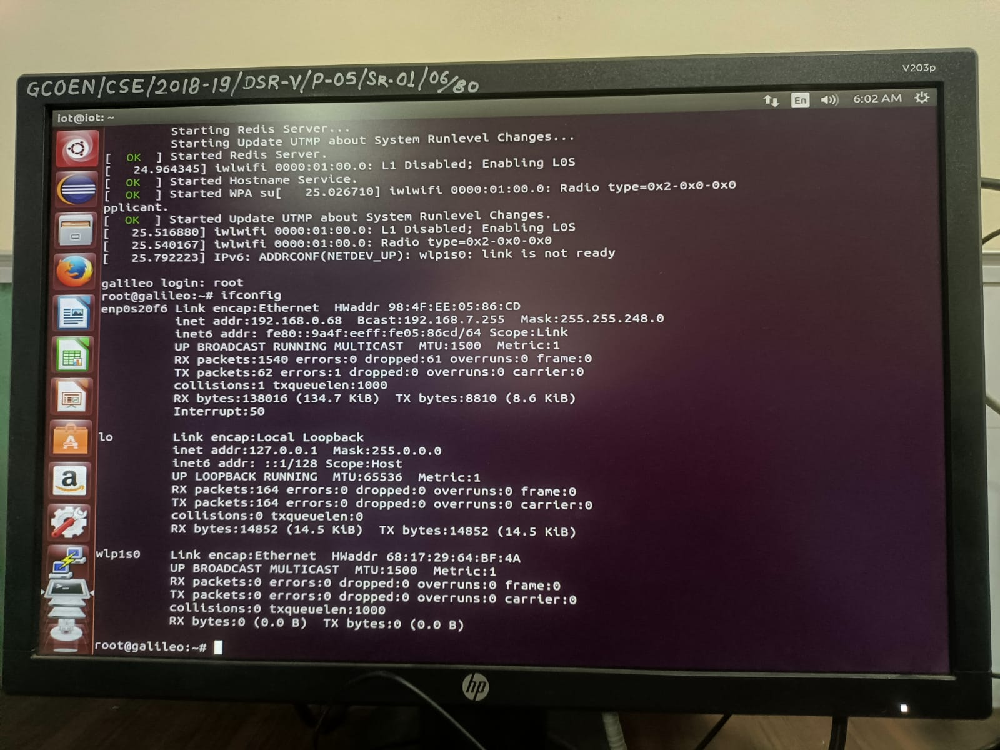 V203p
GCOEN/CSE/2018-19/DSR-V/P-05/SR-01/06/80
iot@iot: ~
En 6:02 AM
Starting Redis Server...
Starting Update UTMP about System Runlevel Changes...
[ OK ] Started Redis Server.
[ 24.964345] iwlwifi 0000:01:00.0: L1 Disabled; Enabling L0S
[ OK ] Started Hostname Service.
[ OK ] Started WPA su[ 25.026710] iwlwifi 0000:01:00.0: Radio type=0x2-0x0-0x0
pplicant.
[ OK ] Started Update UTMP about System Runlevel Changes.
[ 25.516880] iwlwifi 0000:01:00.0: L1 Disabled; Enabling L0S
[ 25.540167] iwlwifi 0000:01:00.0: Radio type=0x2-0x0-0x0
[ 25.792223] IPv6: ADDRCONF(NETDEV_UP): wlp1s0: link is not ready
galileo login: root
root@galileo:~# ifconfig
enp0s20f6 Link encap:Ethernet HWaddr 98:4F:EE:05:86:CD
inet addr:192.168.0.68 Bcast:192.168.7.255 Mask:255.255.248.0
inet6 addr: fe80::9a4f:eeff:fe05:86cd/64 Scope:Link
UP BROADCAST RUNNING MULTICAST MTU:1500 Metric:1
RX packets:1540 errors:0 dropped:61 overruns:0 frame:0
TX packets:62 errors:1 dropped:0 overruns:0 carrier:0
collisions:1 txqueuelen:1000
RX bytes:138016 (134.7 KiB) TX bytes:8810 (8.6 KiB)
Interrupt:50
lo Link encap:Local Loopback
inet addr:127.0.0.1 Mask:255.0.0.0
inet6 addr: ::1/128 Scope:Host
UP LOOPBACK RUNNING MTU:65536 Metric:1
RX packets:164 errors:0 dropped:0 overruns:0 frame:0
TX packets:164 errors:0 dropped:0 overruns:0 carrier:0
collisions:0 txqueuelen:0
RX bytes:14852 (14.5 KiB) TX bytes:14852 (14.5 KiB)
wlp1s0 Link encap:Ethernet HWaddr 68:17:29:64:BF:4A
UP BROADCAST MULTICAST MTU:1500 Metric:1
RX packets:0 errors:0 dropped:0 overruns:0 frame:0
TX packets:0 errors:0 dropped:0 overruns:0 carrier:0
collisions:0 txqueuelen:1000
RX bytes:0 (0.0 B) TX bytes:0 (0.0 B)
root@galileo:~#
hp